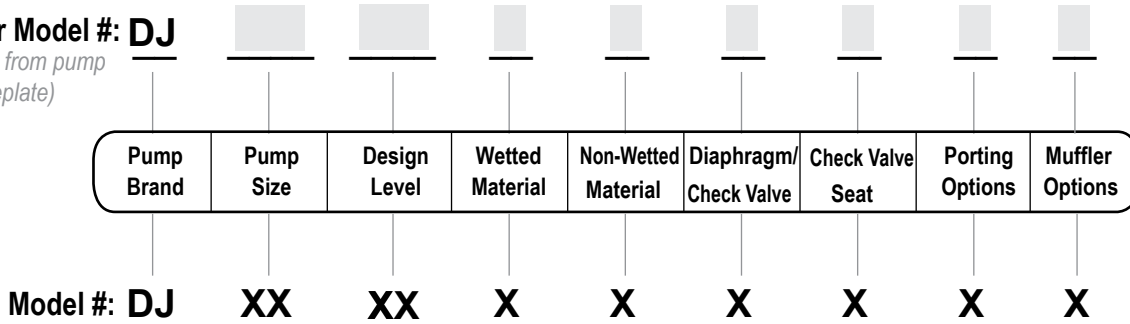 r Model #: DJ
from pump
eplate)
Pump Brand
Pump Size
Design Level
Wetted Material
Non-Wetted Material
Diaphragm/ Check Valve
Check Valve Seat
Porting Options
Muffler Options
Model #: DJ XX XX X X X X X X